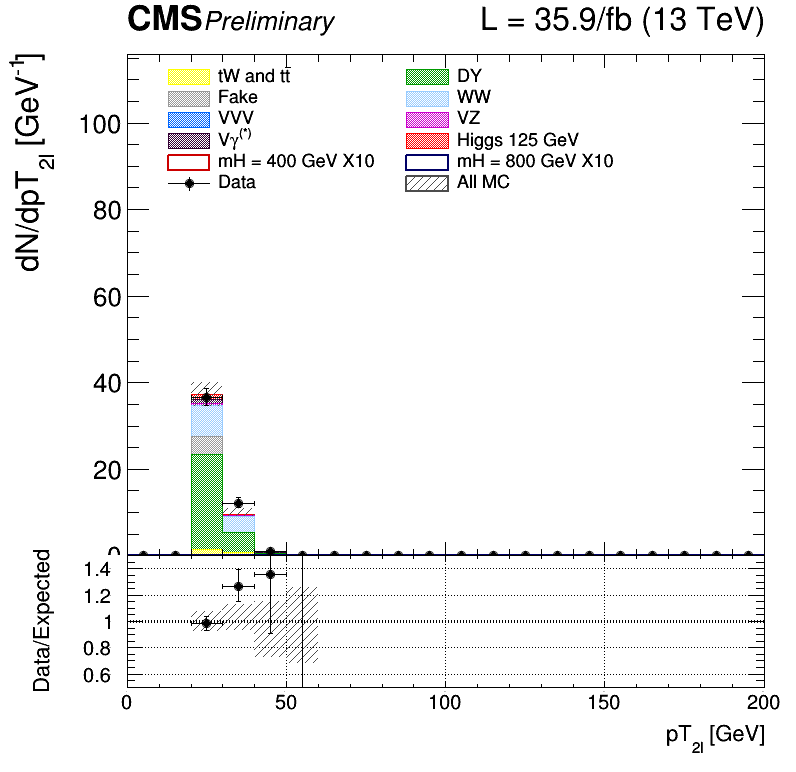 CMS Preliminary L = 35.9/fb (13 TeV)
dN/dpT2l [GeV-1]
tW and tt DY
Fake WW
VVV VZ
Vγ(*) Higgs 125 GeV
mH = 400 GeV X10 mH = 800 GeV X10
Data All MC
100
80
60
40
20
0
Data/Expected
1.4
1.2
1
0.8
0.6
0 50 100 150 200
pT2l [GeV]